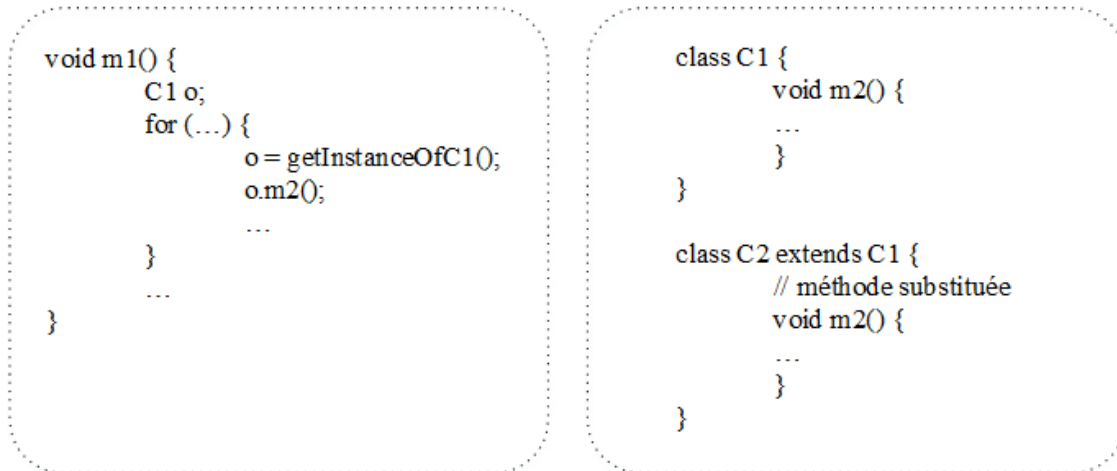 void m1() {
C1 o;
for (…) {
o = getInstanceOfC1();
o.m2();
…
}
…
}
class C1 {
void m2() {
…
}
}
class C2 extends C1 {
// méthode substituée
void m2() {
…
}
}